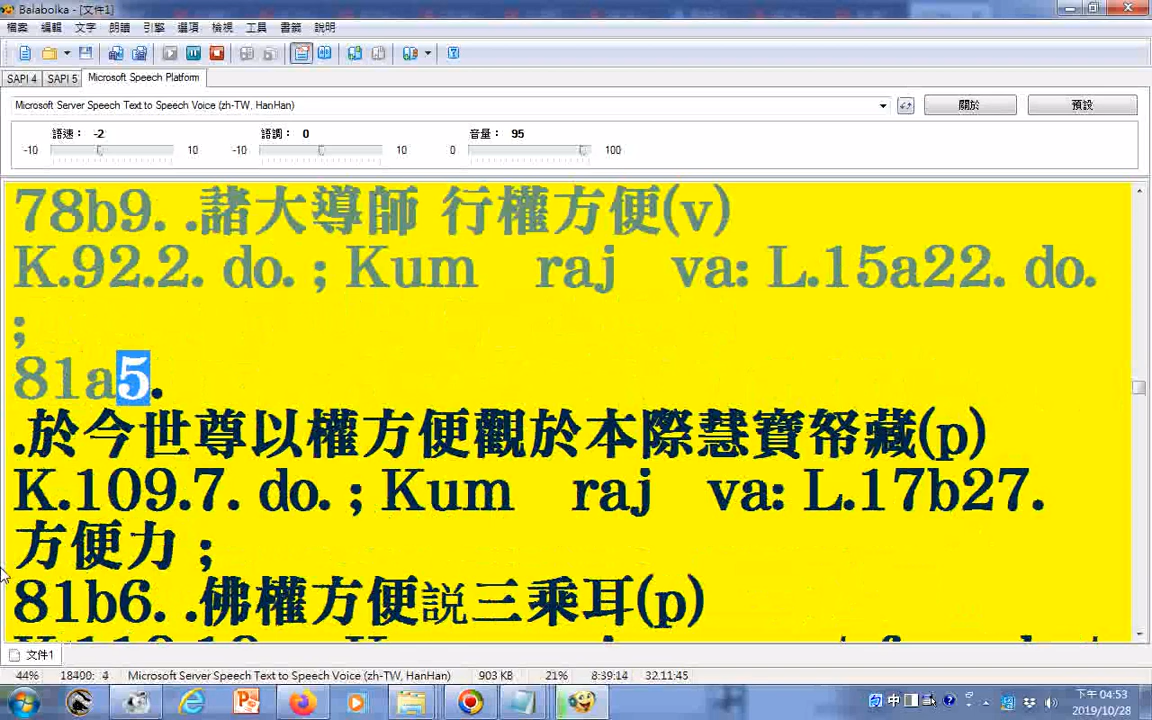 Balabolka - [文件1]
檔案 編輯 文字 朗讀 引擎 選項 檢視 工具 書籤 說明
SAPI 4 SAPI 5 Microsoft Speech Platform
Microsoft Server Speech Text to Speech Voice (zh-TW, HanHan) 關於 預設
語速： -2 語調： 0 音量： 95
-10 10 -10 10 0 100
78b9. .諸大導師 行權方便(v)
K.92.2. do. ; Kum raj va: L.15a22. do.
;
81a5.
.於今世尊以權方便觀於本際慧寶帑藏(p)
K.109.7. do. ; Kum raj va: L.17b27.
方便力 ;
81b6. .佛權方便説三乘耳(p)
文件1
44% 18400: 4 Microsoft Server Speech Text to Speech Voice (zh-TW, HanHan) 903 KB 21% 8:39:14 32.11:45
中 下午 04:53
2019/10/28